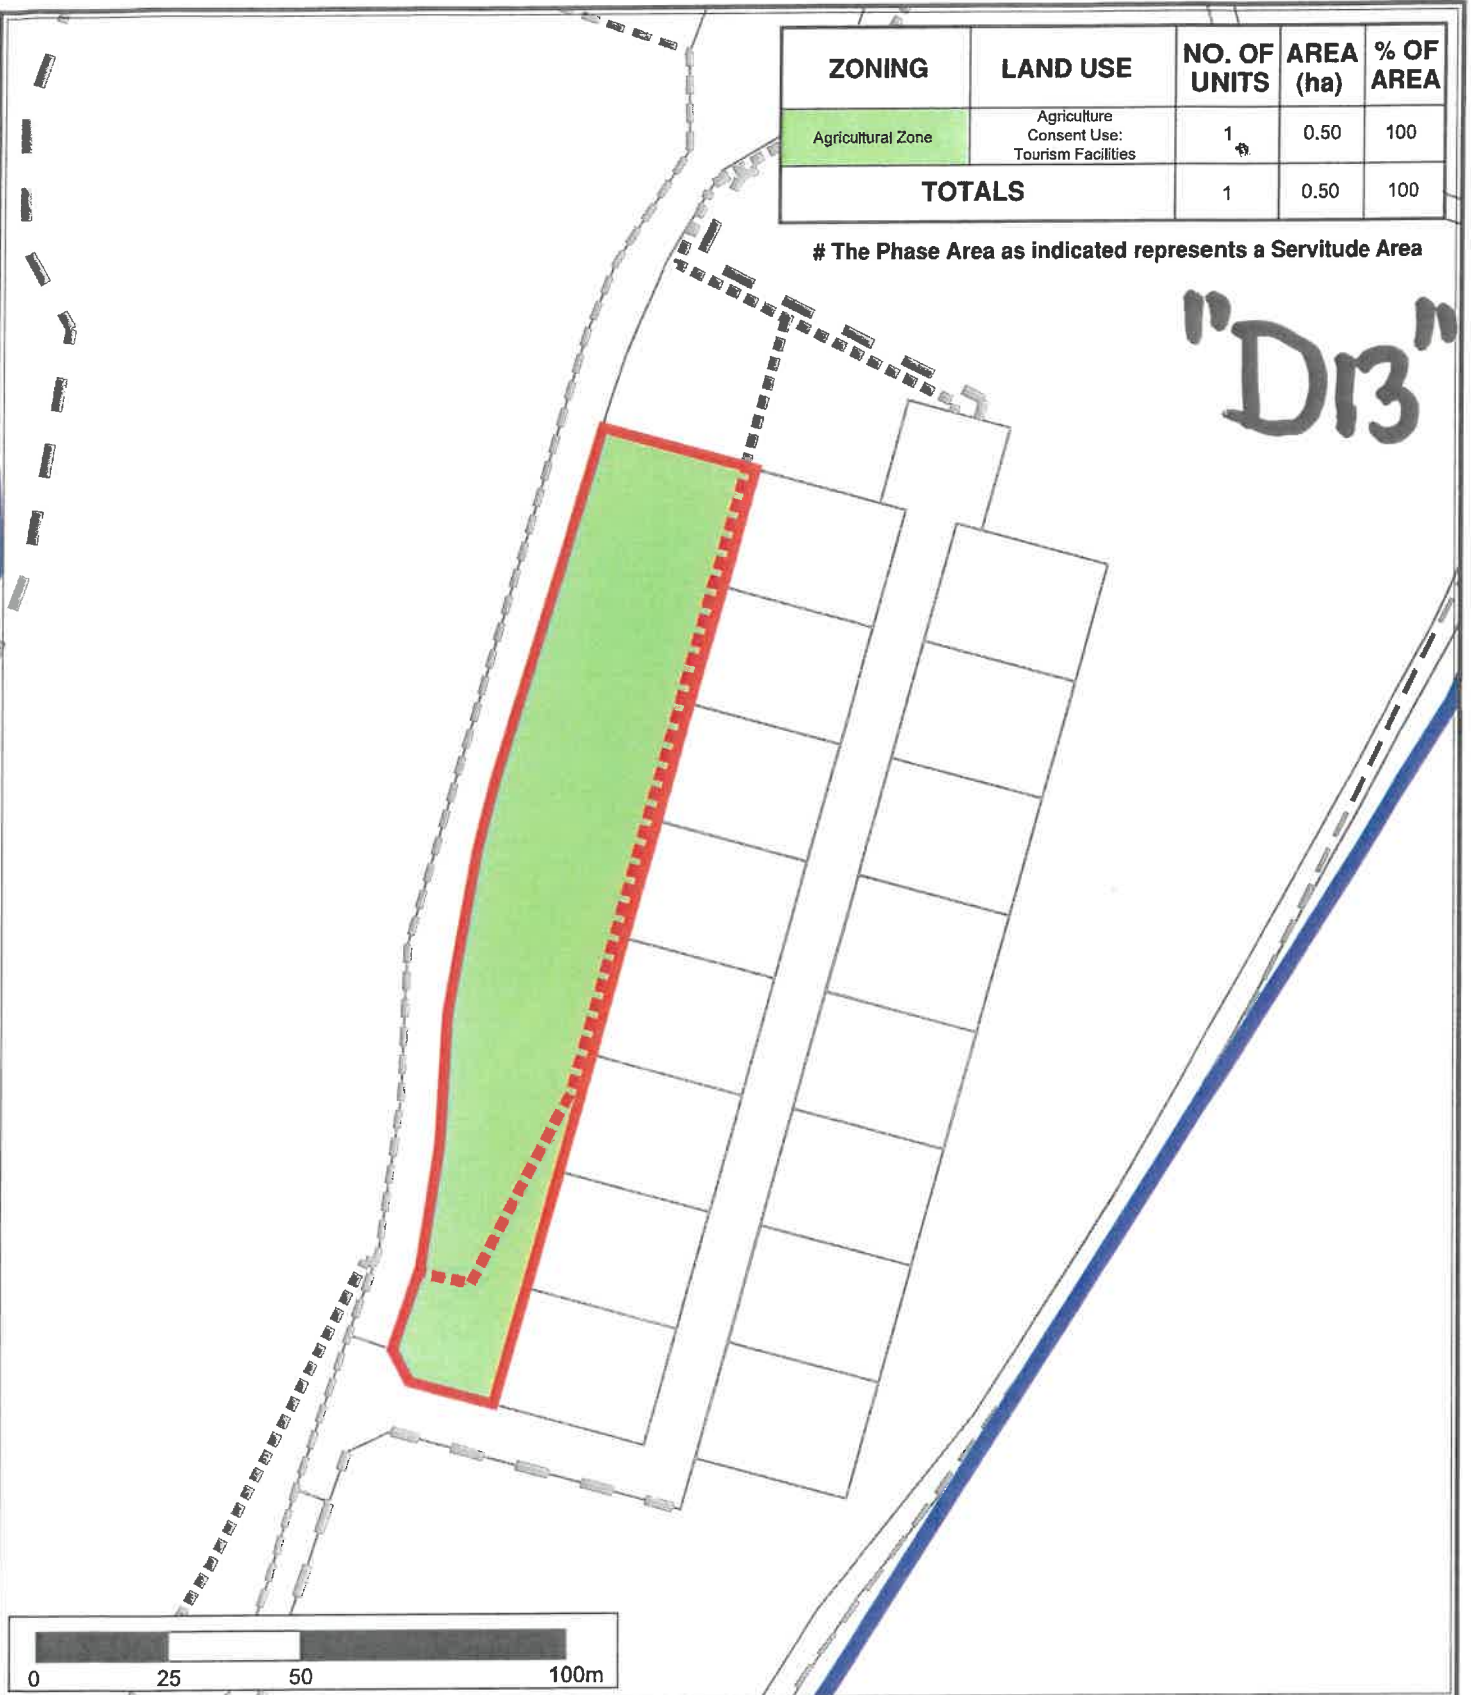 ZONING LAND USE NO. OF UNITS AREA (ha) % OF AREA
Agricultural Zone Agriculture Consent Use: Tourism Facilities 1 0.50 100
TOTALS 1 0.50 100
# The Phase Area as indicated represents a Servitude Area
"D13"
0 25 50 100m